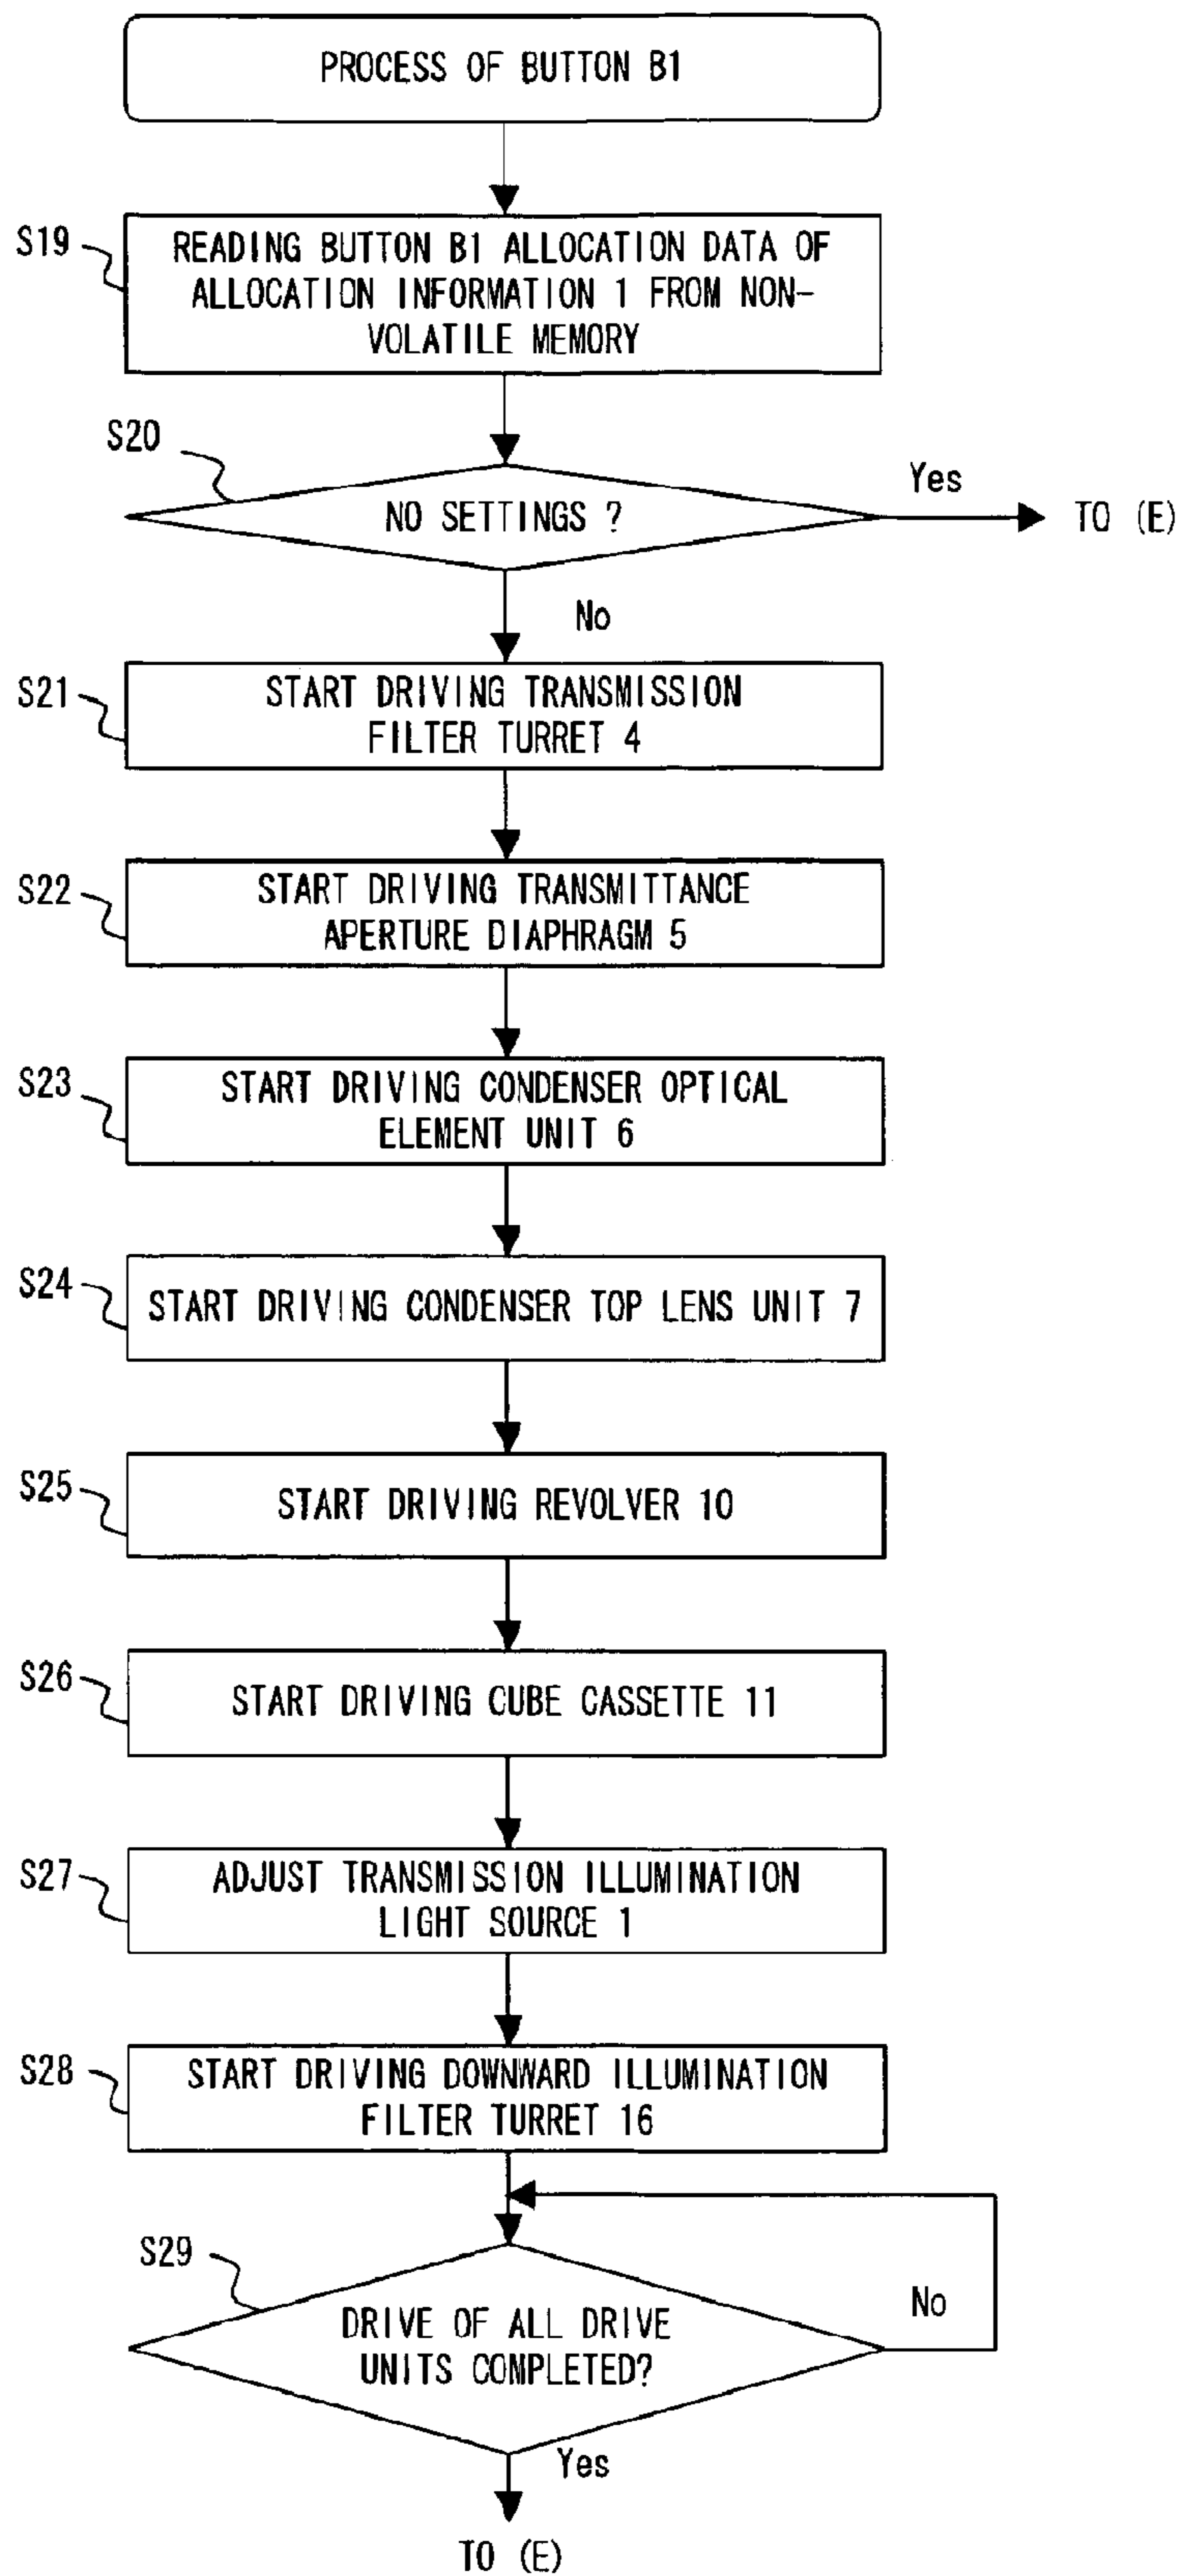 PROCESS OF BUTTON B1
S19
READING BUTTON B1 ALLOCATION DATA OF
ALLOCATION INFORMATION 1 FROM NON-
VOLATILE MEMORY
S20
NO SETTINGS ?
Yes
TO (E)
No
S21
START DRIVING TRANSMISSION
FILTER TURRET 4
S22
START DRIVING TRANSMITTANCE
APERTURE DIAPHRAGM 5
S23
START DRIVING CONDENSER OPTICAL
ELEMENT UNIT 6
S24
START DRIVING CONDENSER TOP LENS UNIT 7
S25
START DRIVING REVOLVER 10
S26
START DRIVING CUBE CASSETTE 11
S27
ADJUST TRANSMISSION ILLUMINATION
LIGHT SOURCE 1
S28
START DRIVING DOWNWARD ILLUMINATION
FILTER TURRET 16
S29
DRIVE OF ALL DRIVE
UNITS COMPLETED?
No
Yes
TO (E)